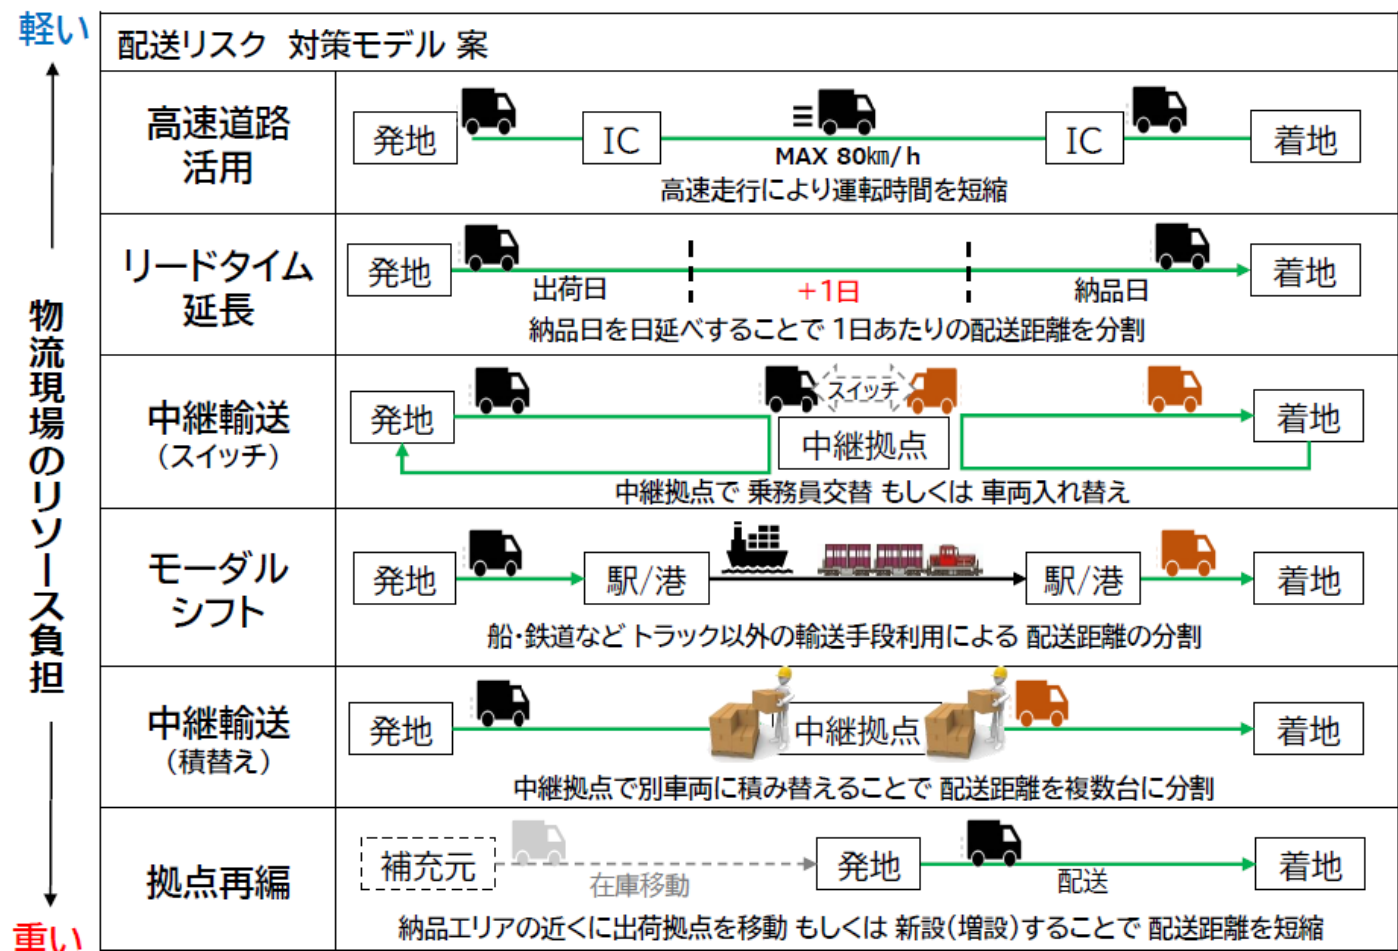 軽い
配送リスク 対策モデル 案
高速道路
活用
発地
IC
MAX 80㎞/h
IC
着地
高速走行により運転時間を短縮
リードタイム
延長
発地
出荷日
+1日
納品日
着地
納品日を日延べすることで 1日あたりの配送距離を分割
物流現場のリソース負担
中継輸送
(スイッチ)
発地
スイッチ
中継拠点
着地
中継拠点で 乗務員交替 もしくは 車両入れ替え
モーダル
シフト
発地
駅/港
駅/港
着地
船・鉄道など トラック以外の輸送手段利用による 配送距離の分割
中継輸送
(積替え)
発地
中継拠点
着地
中継拠点で別車両に積み替えることで 配送距離を複数台に分割
拠点再編
補充元
在庫移動
発地
配送
着地
納品エリアの近くに出荷拠点を移動 もしくは 新設(増設)することで 配送距離を短縮
重い